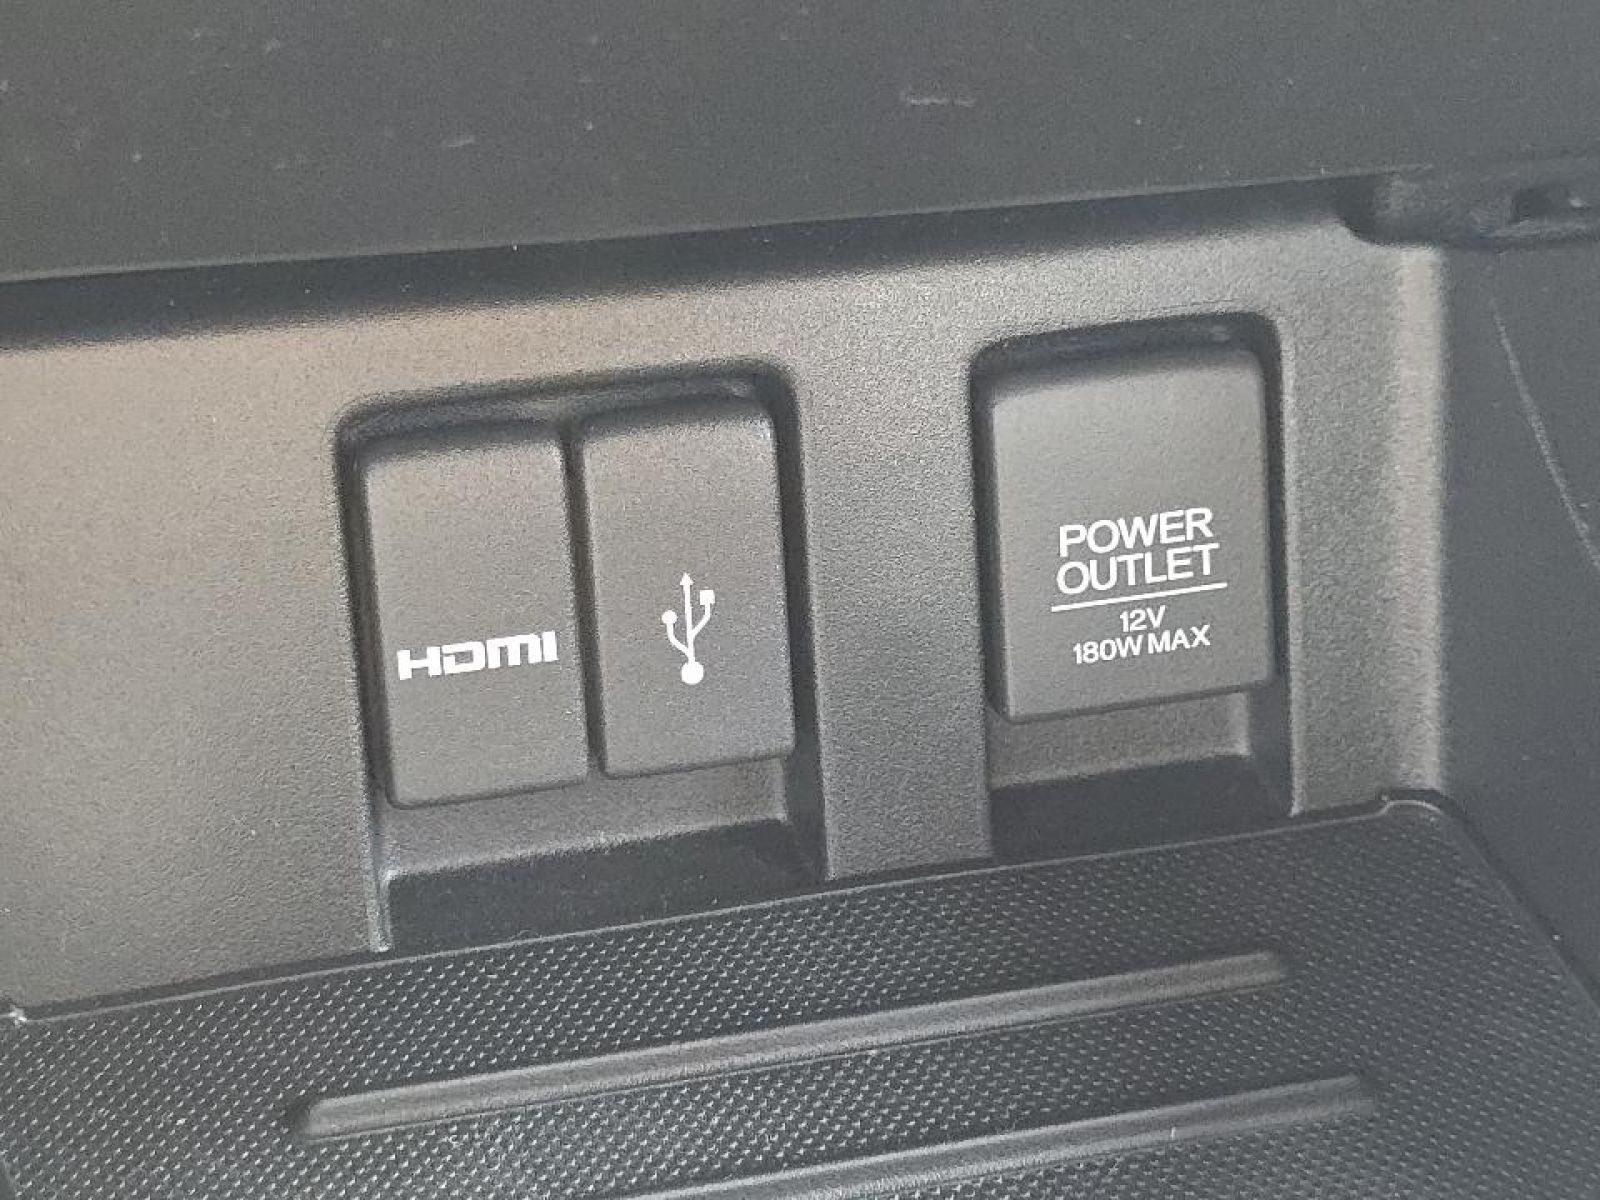 HDMI
POWER
OUTLET
12V
180W MAX